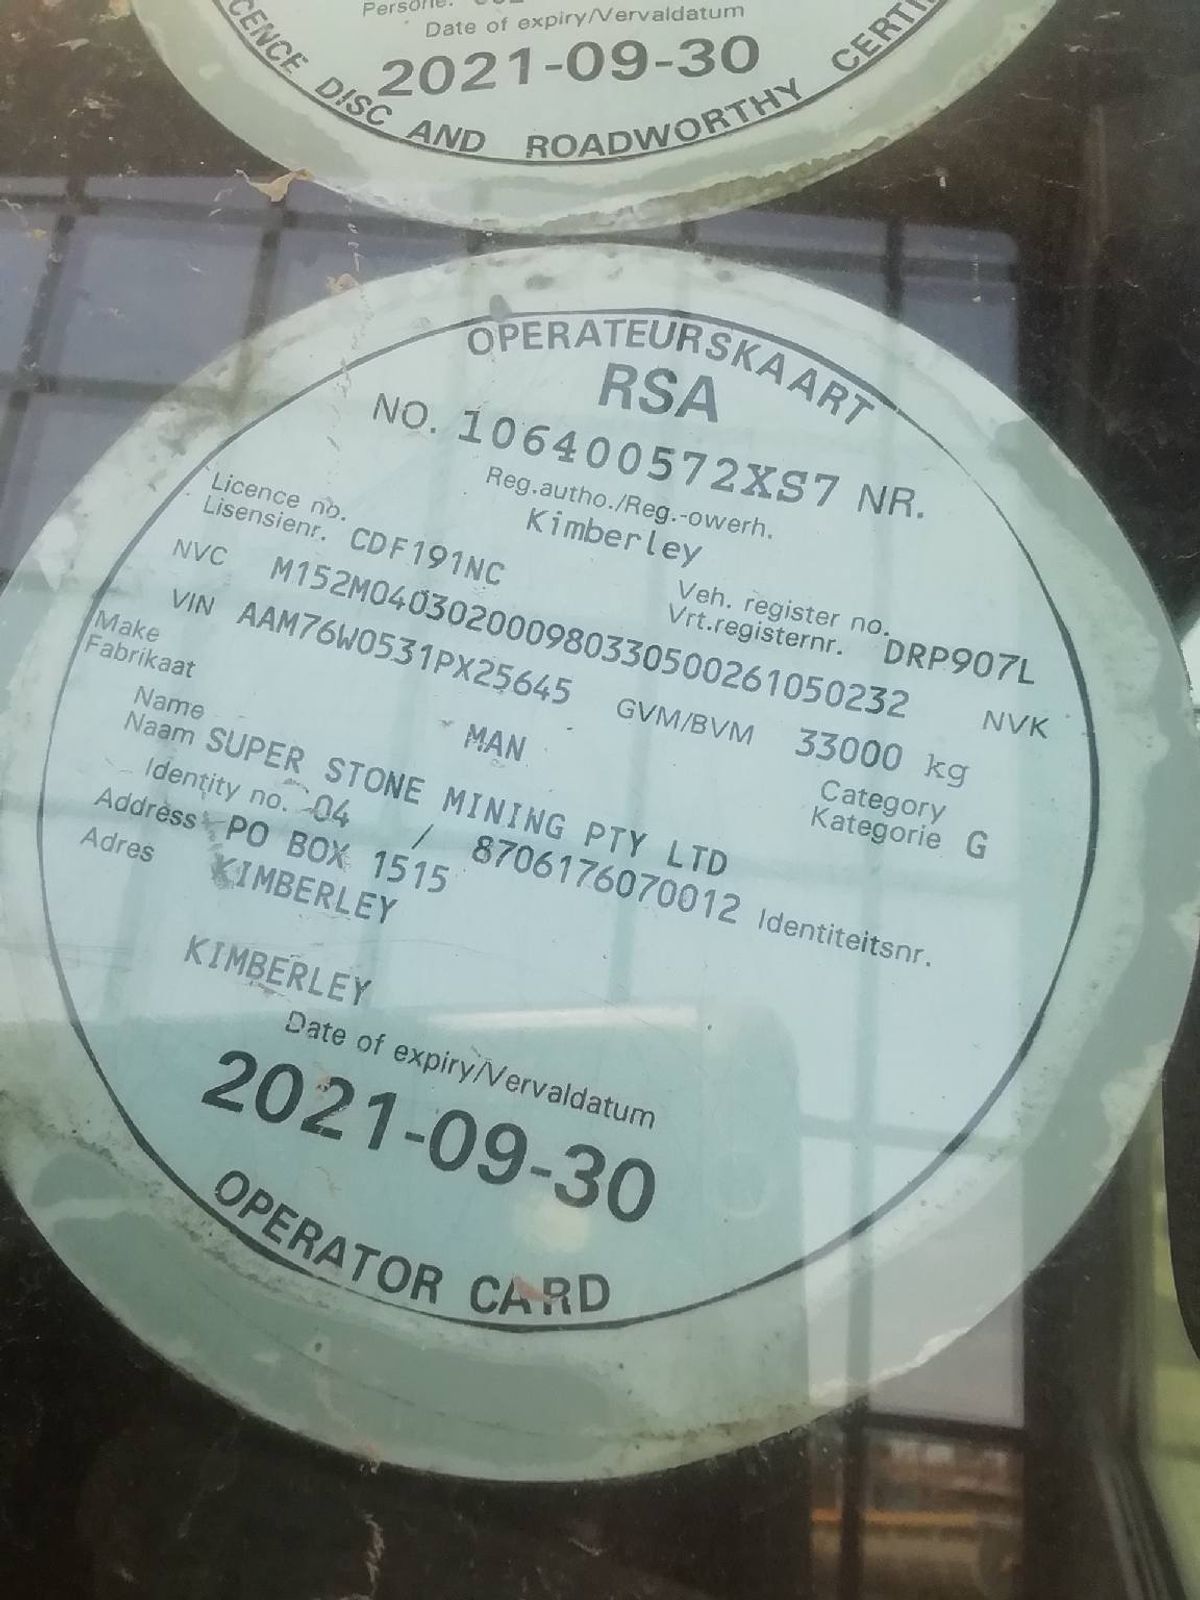 Date of expiry/Vervaldatum
2021-09-30
DISC AND ROADWORTHY
OPERATEURSKAART
RSA
NO. 106400572XS7 NR.
Reg.autho./Reg.-owerh.
Kimberley
Licence no.
Lisensienr. CDF191NC
Veh. register no.
Vrt.registernr. DRP907L
NVC M152M040302000980330500261050232 NVK
VIN AAM76W0531PX25645 GVM/BVM 33000 kg
Make
Fabrikaat MAN
Category
Kategorie G
Name
Naam SUPER STONE MINING PTY LTD
Identity no. 04 / 8706176070012 Identiteitsnr.
Address PO BOX 1515
Adres KIMBERLEY
KIMBERLEY
Date of expiry/Vervaldatum
2021-09-30
OPERATOR CARD